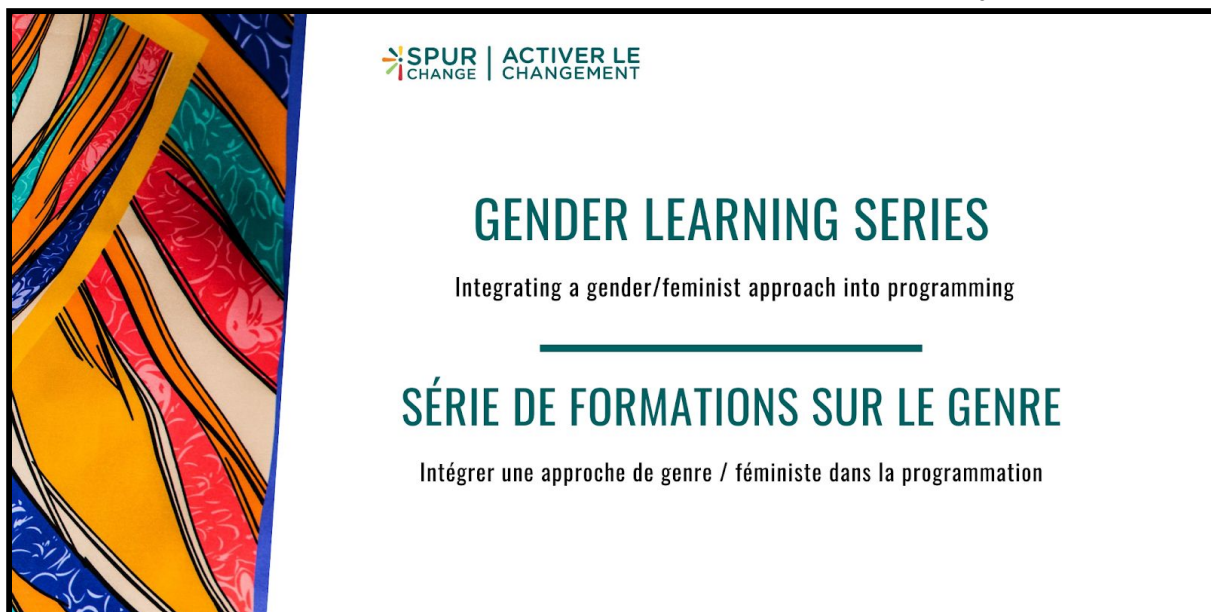 SPUR CHANGE | ACTIVER LE CHANGEMENT
GENDER LEARNING SERIES
Integrating a gender/feminist approach into programming
SÉRIE DE FORMATIONS SUR LE GENRE
Intégrer une approche de genre / féministe dans la programmation